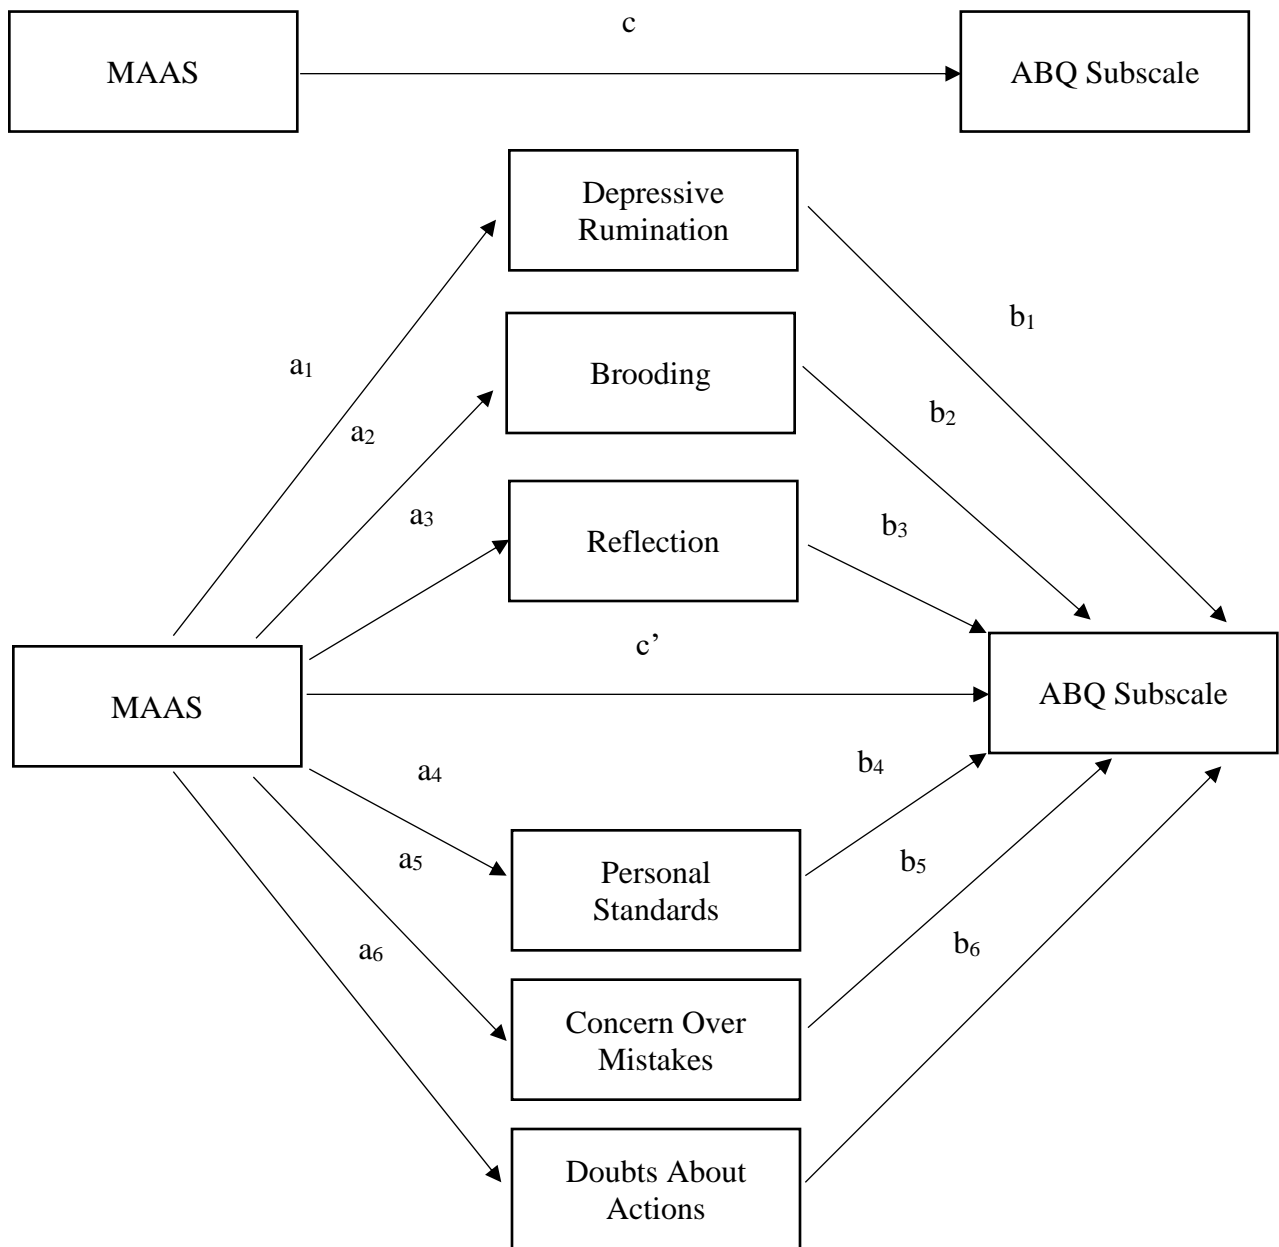 c
MAAS
ABQ Subscale
Depressive
Rumination
b₁
a₁
Brooding
b₂
a₂
a₃
Reflection
b₃
c’
MAAS
ABQ Subscale
a₄
b₄
a₅
Personal
Standards
b₅
a₆
b₆
Concern Over
Mistakes
Doubts About
Actions